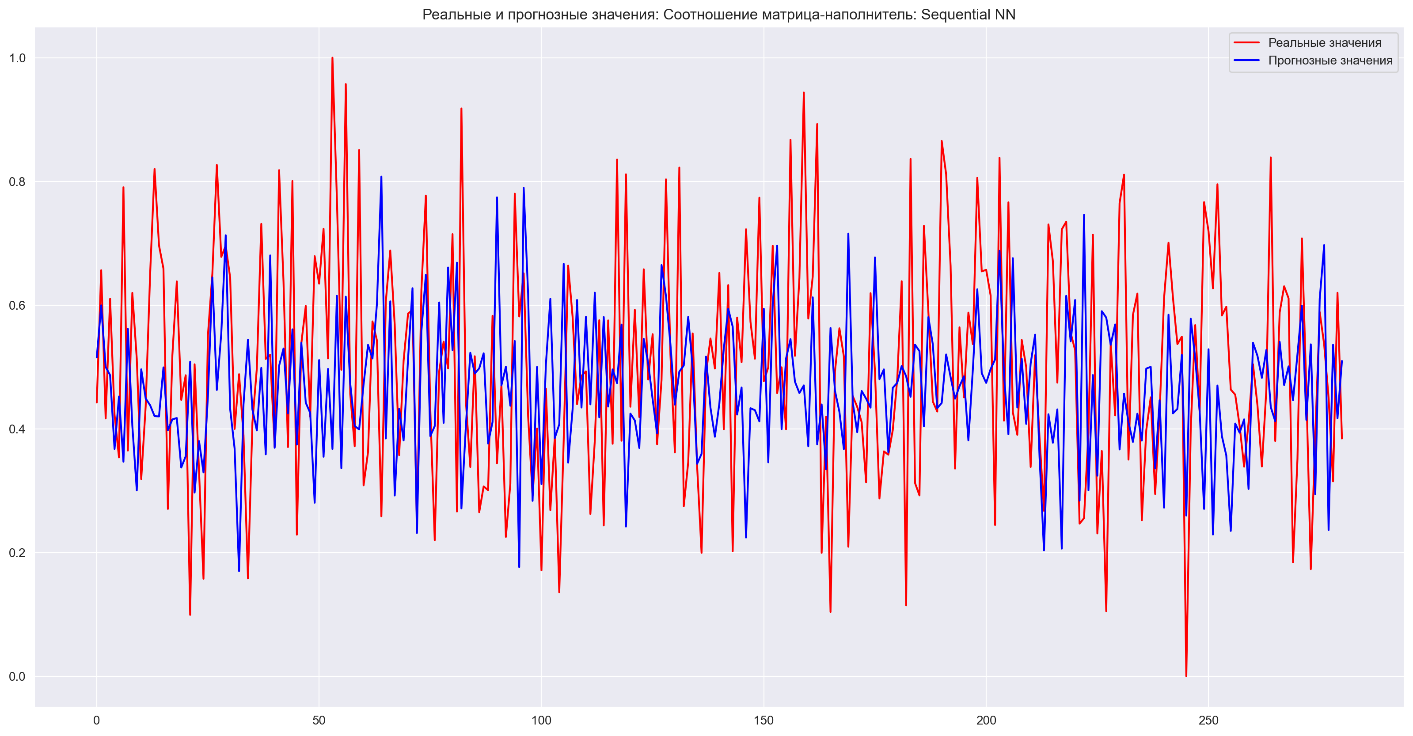 Реальные и прогнозные значения: Соотношение матрица-наполнитель: Sequential NN
Реальные значения
Прогнозные значения
1.0
0.8
0.6
0.4
0.2
0.0
0 50 100 150 200 250